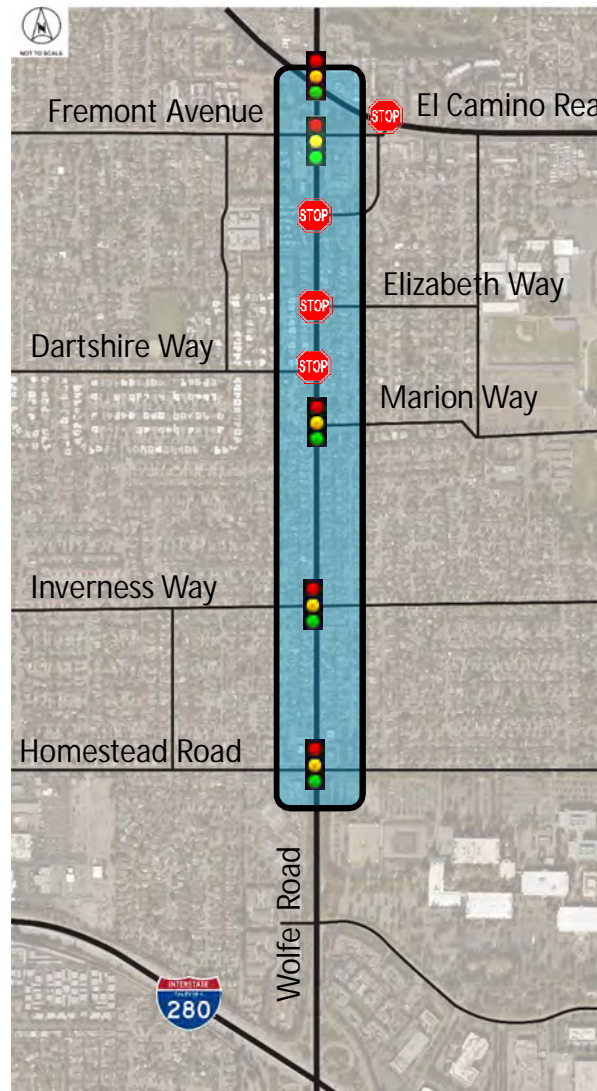 NOT TO SCALE
Fremont Avenue
El Camino Rea
STOP
STOP
STOP
Elizabeth Way
Dartshire Way
STOP
Marion Way
Inverness Way
Homestead Road
Wolfe Road
INTERSTATE
CALIFORNIA
280